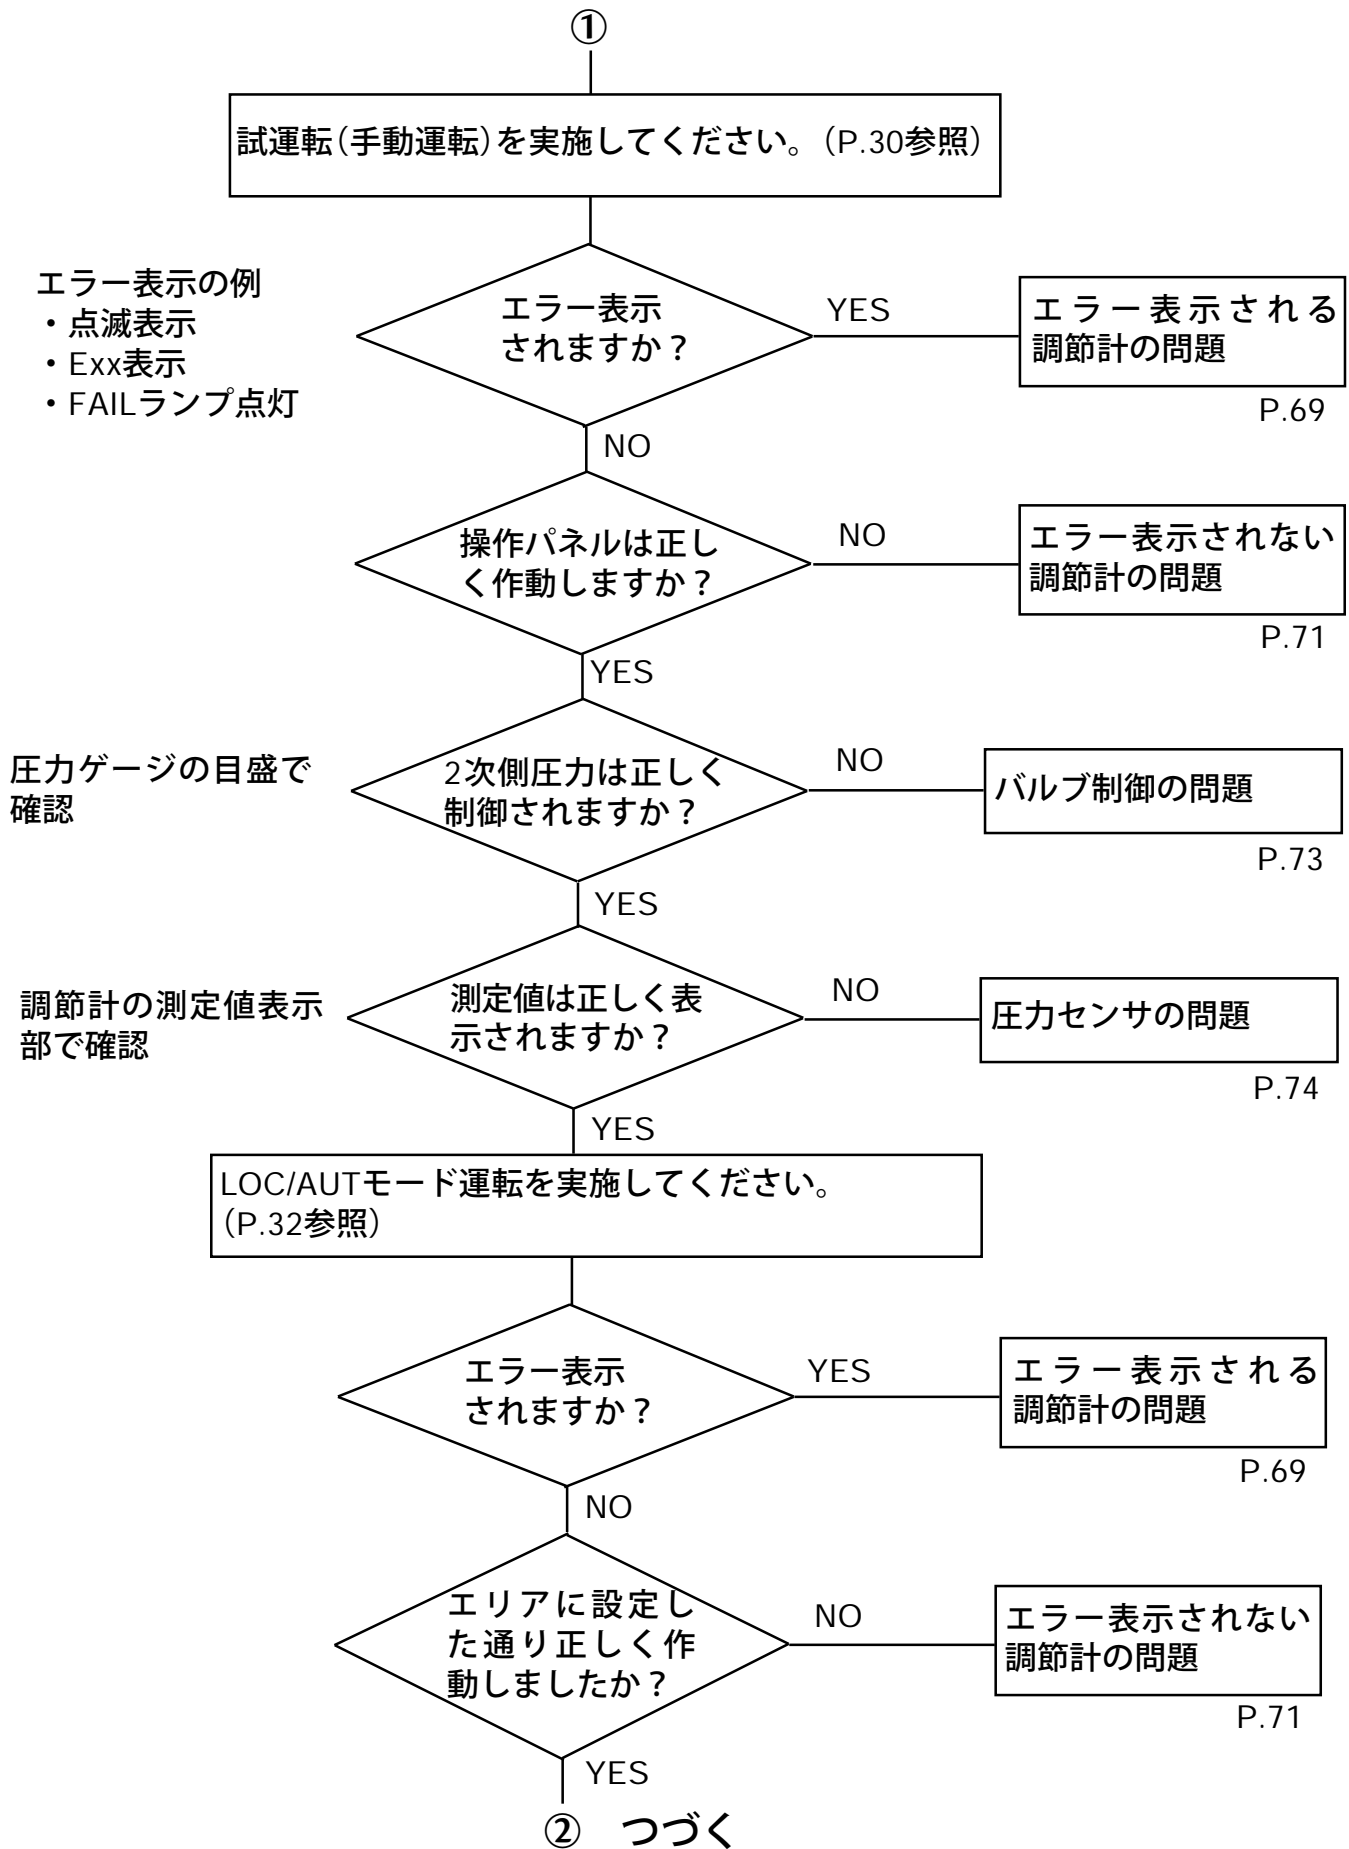 ①
試運転(手動運転)を実施してください。(P.30参照)
エラー表示の例
・点滅表示
・Exx表示
・FAILランプ点灯
エラー表示
されますか？
YES
エラー表示される
調節計の問題
P.69
NO
操作パネルは正し
く作動しますか？
NO
エラー表示されない
調節計の問題
P.71
YES
圧力ゲージの目盛で
確認
2次側圧力は正しく
制御されますか？
NO
バルブ制御の問題
P.73
YES
調節計の測定値表示
部で確認
測定値は正しく表
示されますか？
NO
圧力センサの問題
P.74
YES
LOC/AUTモード運転を実施してください。
(P.32参照)
エラー表示
されますか？
YES
エラー表示される
調節計の問題
P.69
NO
エリアに設定し
た通り正しく作
動しましたか？
NO
エラー表示されない
調節計の問題
P.71
YES
②　つづく